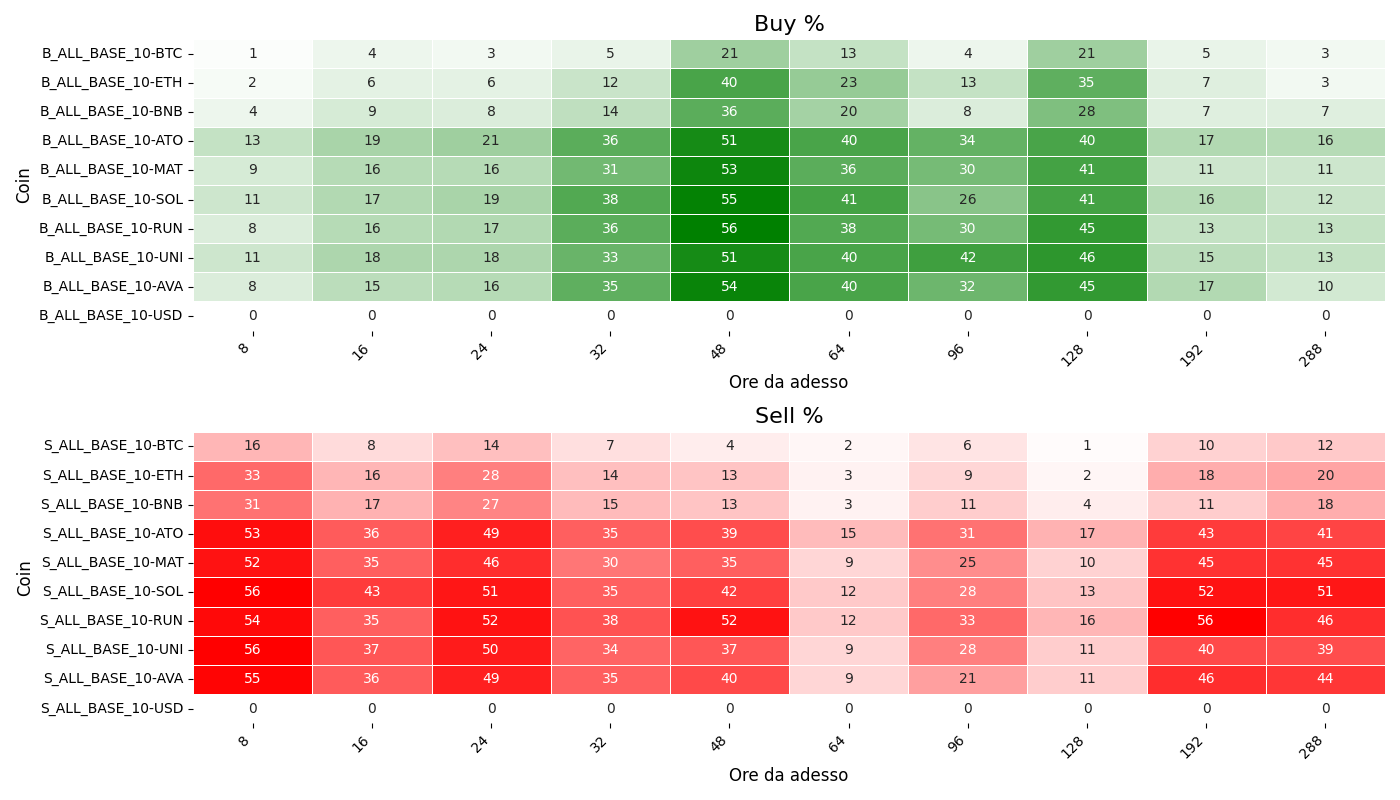 Buy %
Coin
B_ALL_BASE_10-BTC 1 4 3 5 21 13 4 21 5 3
B_ALL_BASE_10-ETH 2 6 6 12 40 23 13 35 7 3
B_ALL_BASE_10-BNB 4 9 8 14 36 20 8 28 7 7
B_ALL_BASE_10-ATO 13 19 21 36 51 40 34 40 17 16
B_ALL_BASE_10-MAT 9 16 16 31 53 36 30 41 11 11
B_ALL_BASE_10-SOL 11 17 19 38 55 41 26 41 16 12
B_ALL_BASE_10-RUN 8 16 17 36 56 38 30 45 13 13
B_ALL_BASE_10-UNI 11 18 18 33 51 40 42 46 15 13
B_ALL_BASE_10-AVA 8 15 16 35 54 40 32 45 17 10
B_ALL_BASE_10-USD 0 0 0 0 0 0 0 0 0 0
8 16 24 32 48 64 96 128 192 288
Ore da adesso
Sell %
Coin
S_ALL_BASE_10-BTC 16 8 14 7 4 2 6 1 10 12
S_ALL_BASE_10-ETH 33 16 28 14 13 3 9 2 18 20
S_ALL_BASE_10-BNB 31 17 27 15 13 3 11 4 11 18
S_ALL_BASE_10-ATO 53 36 49 35 39 15 31 17 43 41
S_ALL_BASE_10-MAT 52 35 46 30 35 9 25 10 45 45
S_ALL_BASE_10-SOL 56 43 51 35 42 12 28 13 52 51
S_ALL_BASE_10-RUN 54 35 52 38 52 12 33 16 56 46
S_ALL_BASE_10-UNI 56 37 50 34 37 9 28 11 40 39
S_ALL_BASE_10-AVA 55 36 49 35 40 9 21 11 46 44
S_ALL_BASE_10-USD 0 0 0 0 0 0 0 0 0 0
8 16 24 32 48 64 96 128 192 288
Ore da adesso